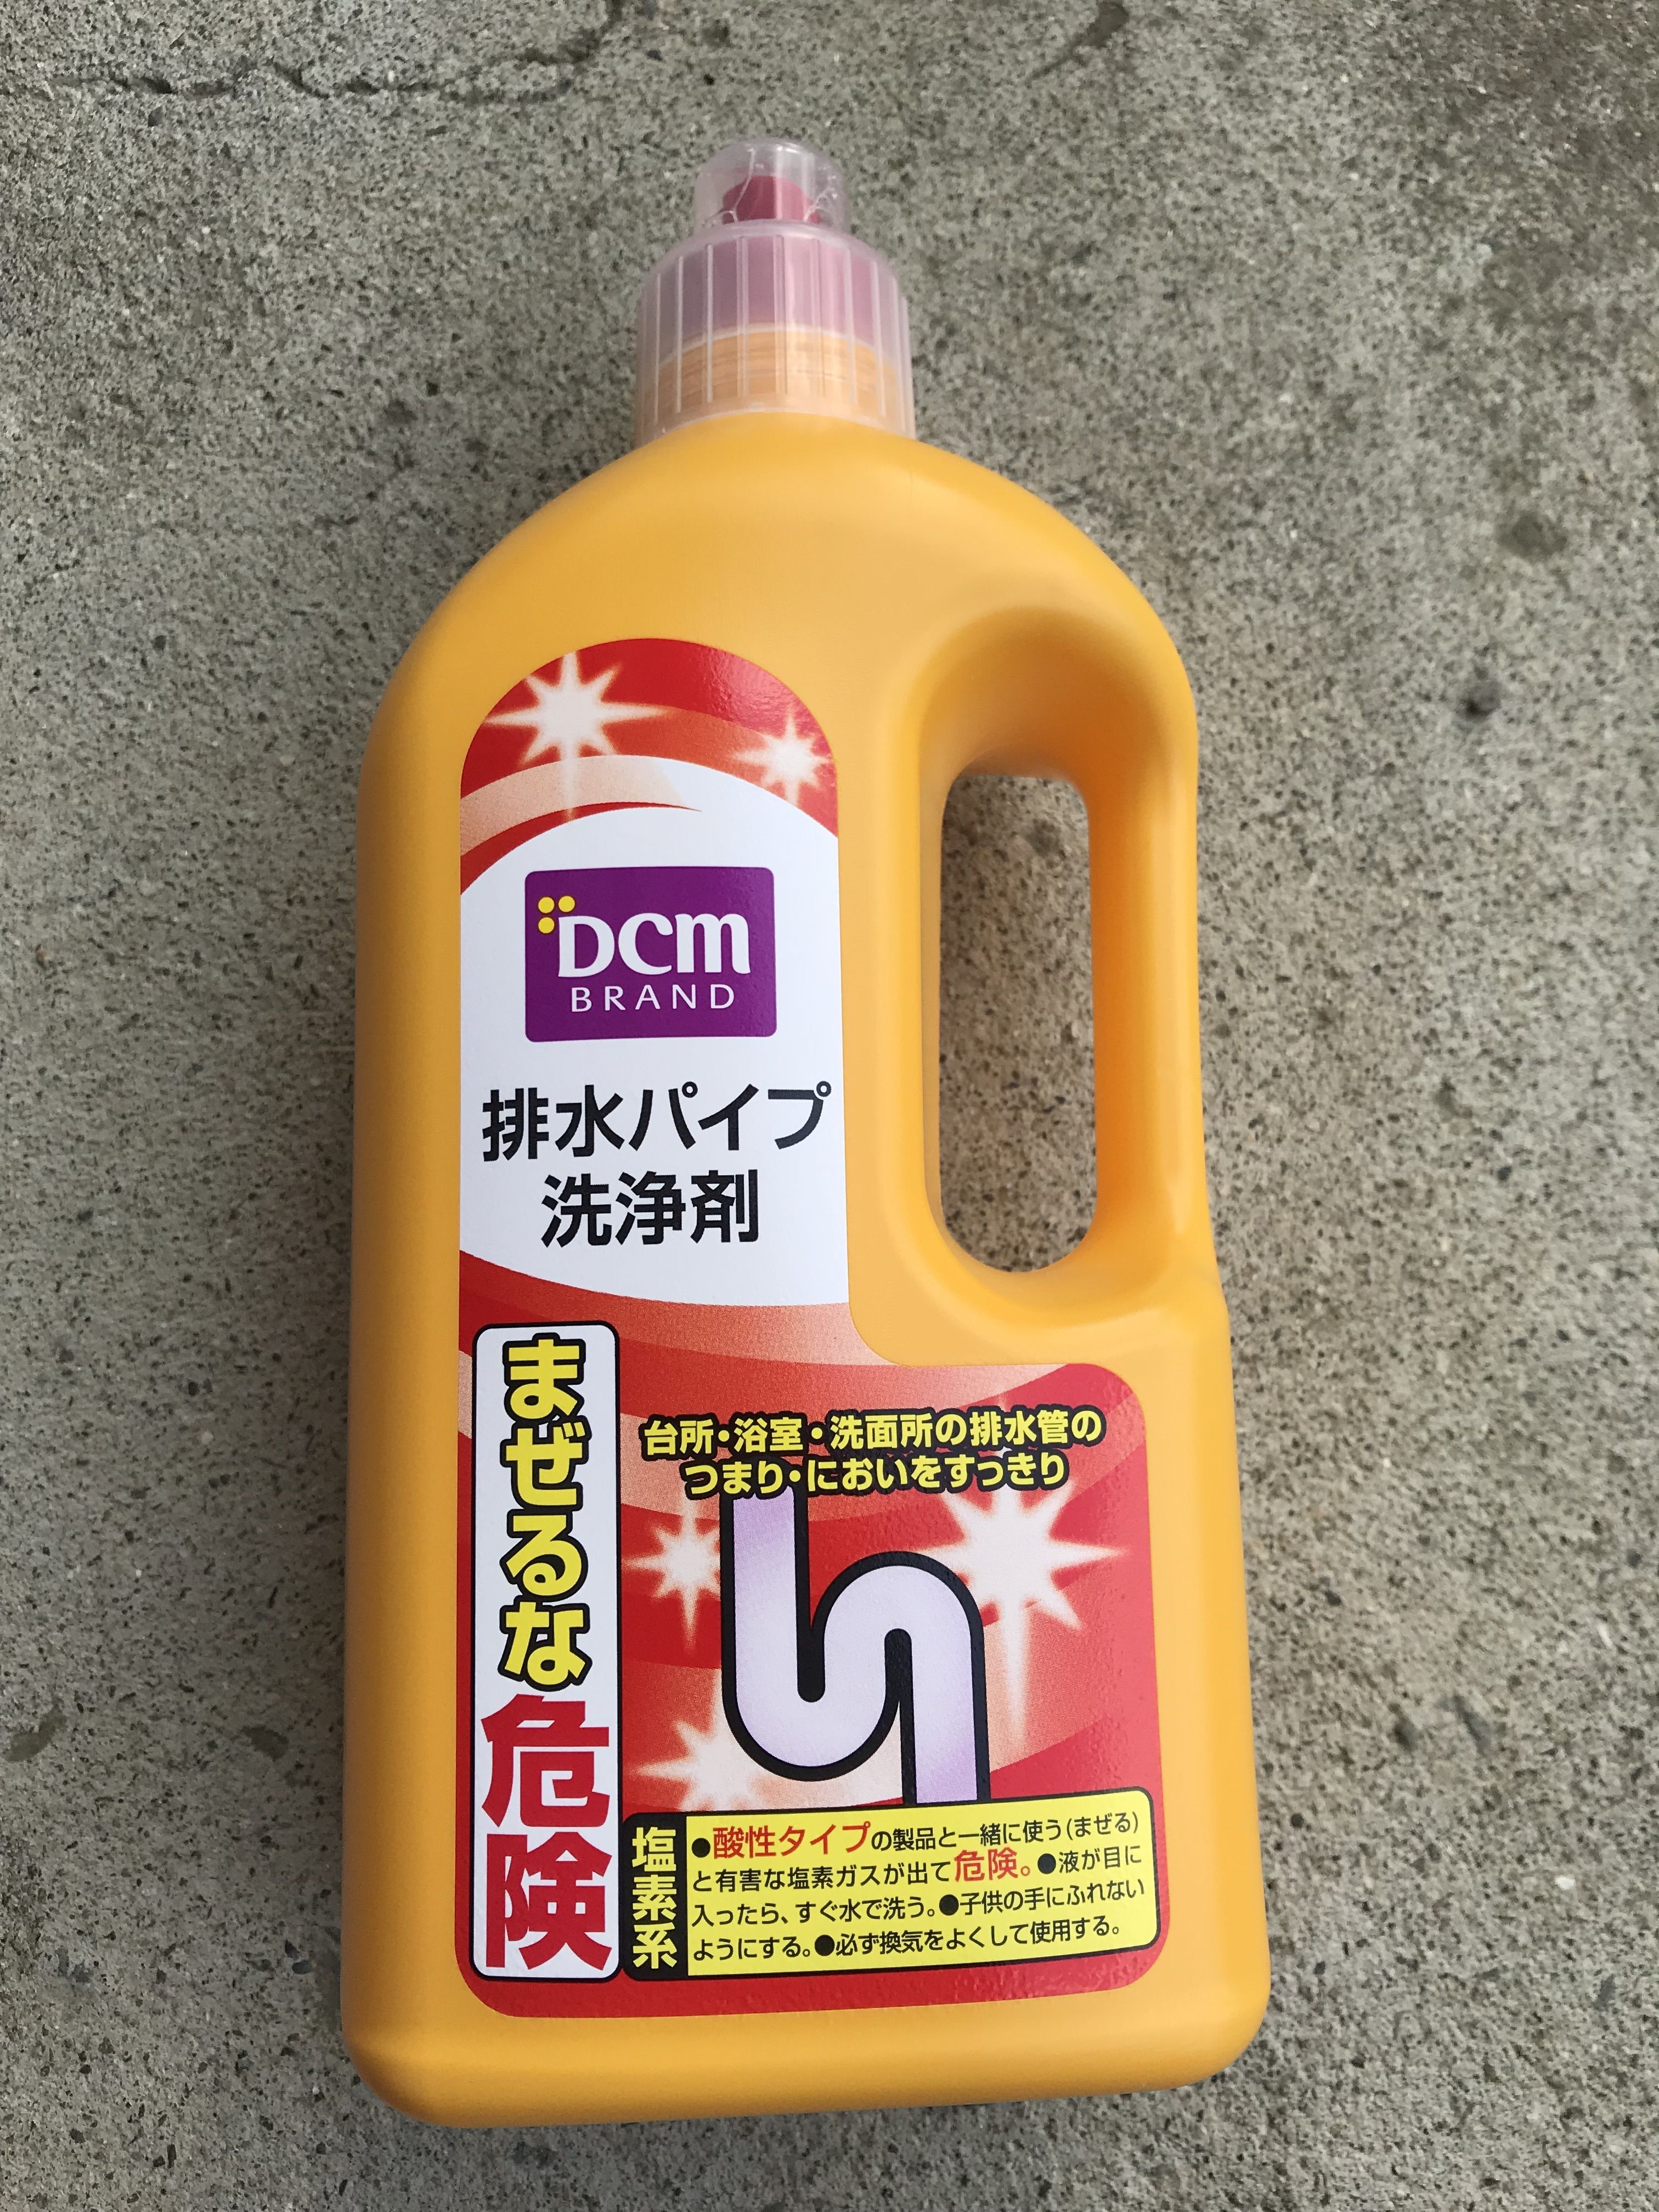 DCM
BRAND
排水パイプ
洗浄剤
まぜるな
危険
台所・浴室・洗面所の排水管の
つまり・においをすっきり
塩素系
●酸性タイプの製品と一緒に使う(まぜる)
と有害な塩素ガスが出て危険。●液が目に
入ったら、すぐ水で洗う。●子供の手にふれない
ようにする。●必ず換気をよくして使用する。